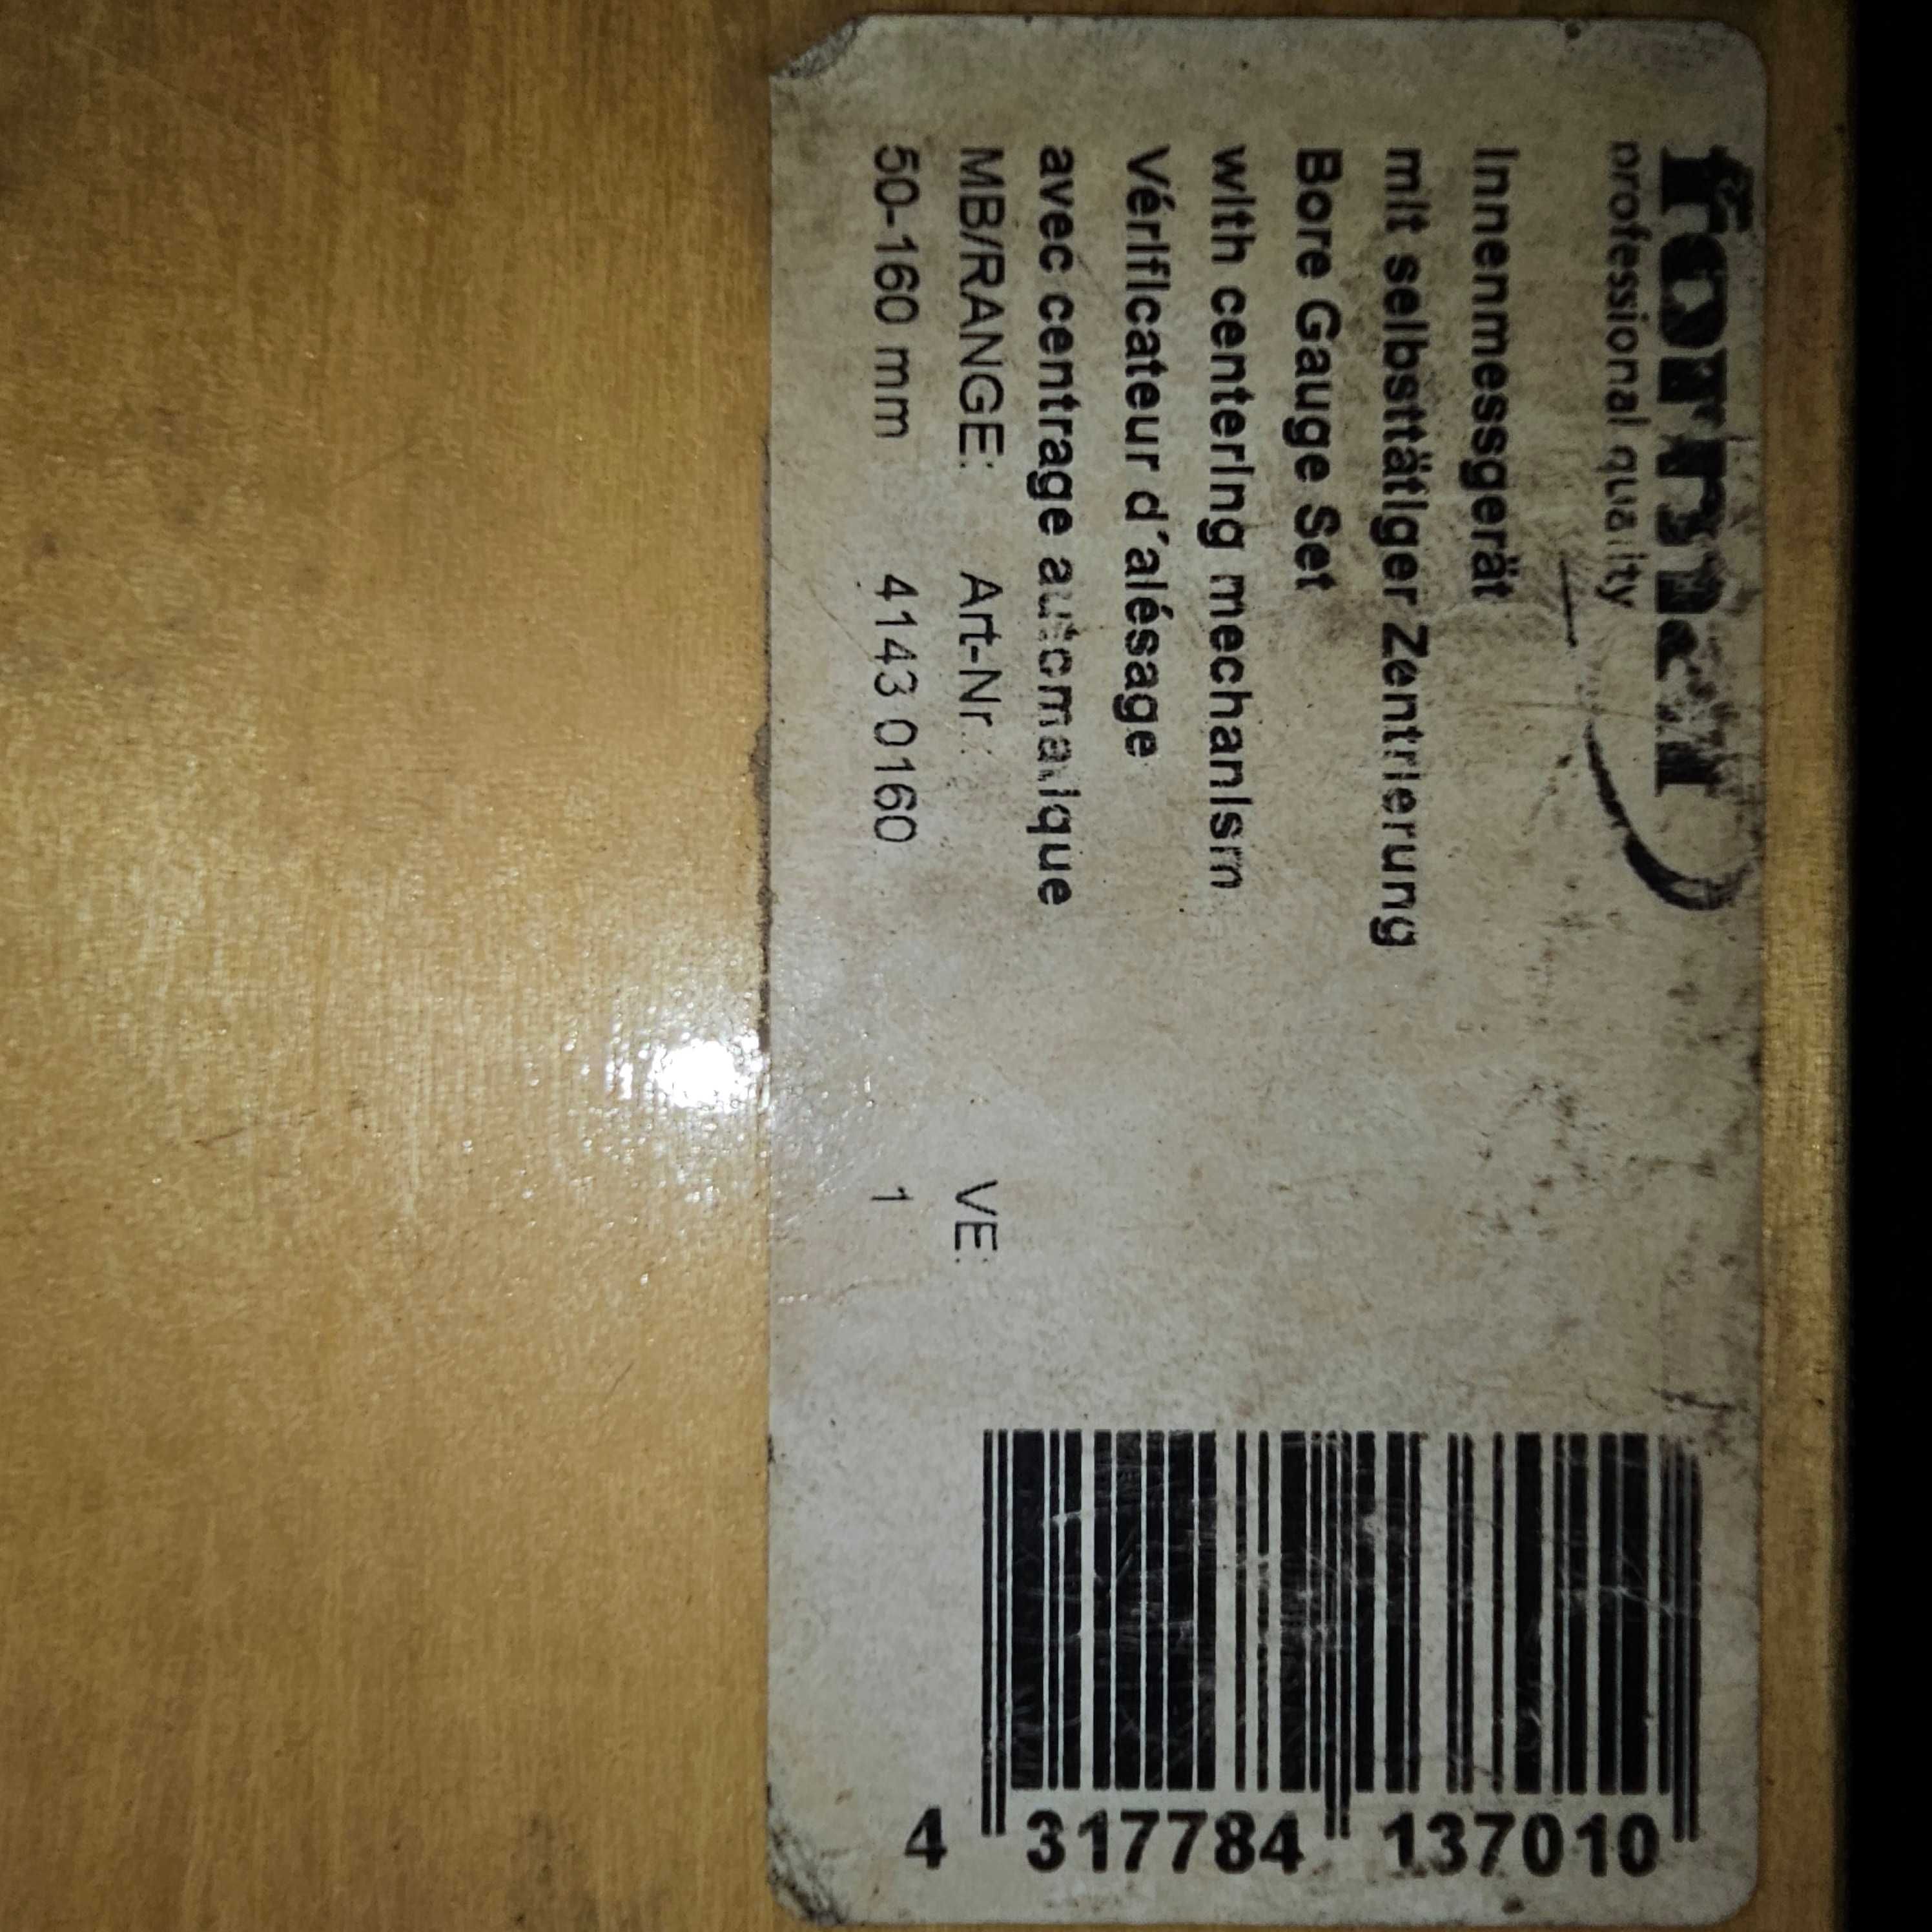 format
professional quality
Innenmessgerät
mit selbsttätiger Zentrierung
Bore Gauge Set
with centering mechanism
Vérificateur d´alésage
avec centrage automatique
MB/RANGE: Art-Nr.: VE:
50-160 mm 4143 0160 1
4 317784 137010